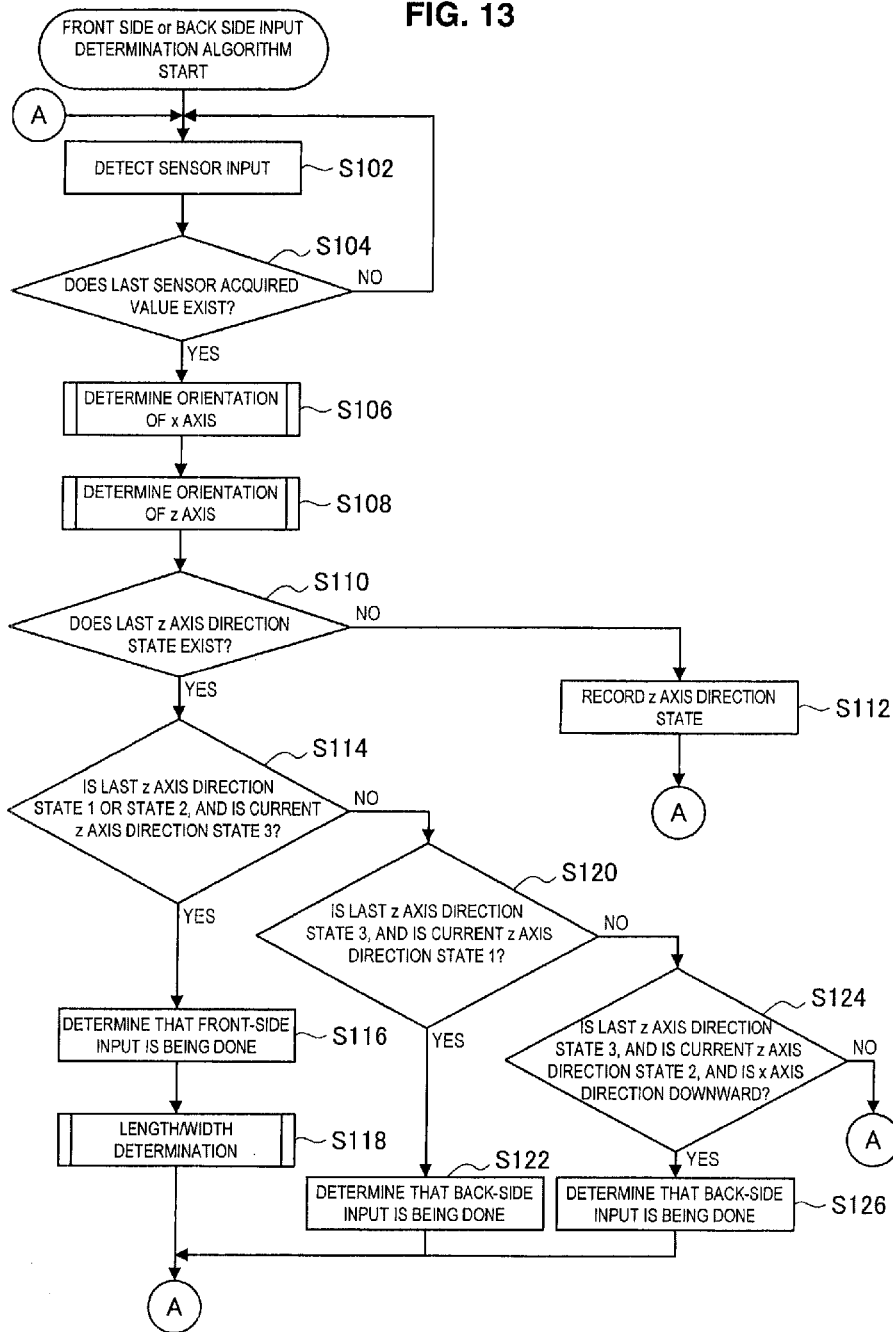 FIG. 13
FRONT SIDE or BACK SIDE INPUT
DETERMINATION ALGORITHM
START
A
DETECT SENSOR INPUT
S102
S104
DOES LAST SENSOR ACQUIRED
VALUE EXIST?
NO
YES
DETERMINE ORIENTATION
OF x AXIS
S106
DETERMINE ORIENTATION
OF z AXIS
S108
S110
DOES LAST z AXIS DIRECTION
STATE EXIST?
NO
YES
RECORD z AXIS DIRECTION
STATE
S112
A
S114
IS LAST z AXIS DIRECTION
STATE 1 OR STATE 2, AND IS CURRENT
z AXIS DIRECTION STATE 3?
NO
YES
S120
IS LAST z AXIS DIRECTION
STATE 3, AND IS CURRENT z AXIS
DIRECTION STATE 1?
NO
YES
S124
IS LAST z AXIS DIRECTION
STATE 3, AND IS CURRENT z AXIS
DIRECTION STATE 2, AND IS x AXIS
DIRECTION DOWNWARD?
NO
A
YES
DETERMINE THAT FRONT-SIDE
INPUT IS BEING DONE
S116
LENGTH/WIDTH
DETERMINATION
S118
S122
DETERMINE THAT BACK-SIDE
INPUT IS BEING DONE
DETERMINE THAT BACK-SIDE
INPUT IS BEING DONE
S126
A